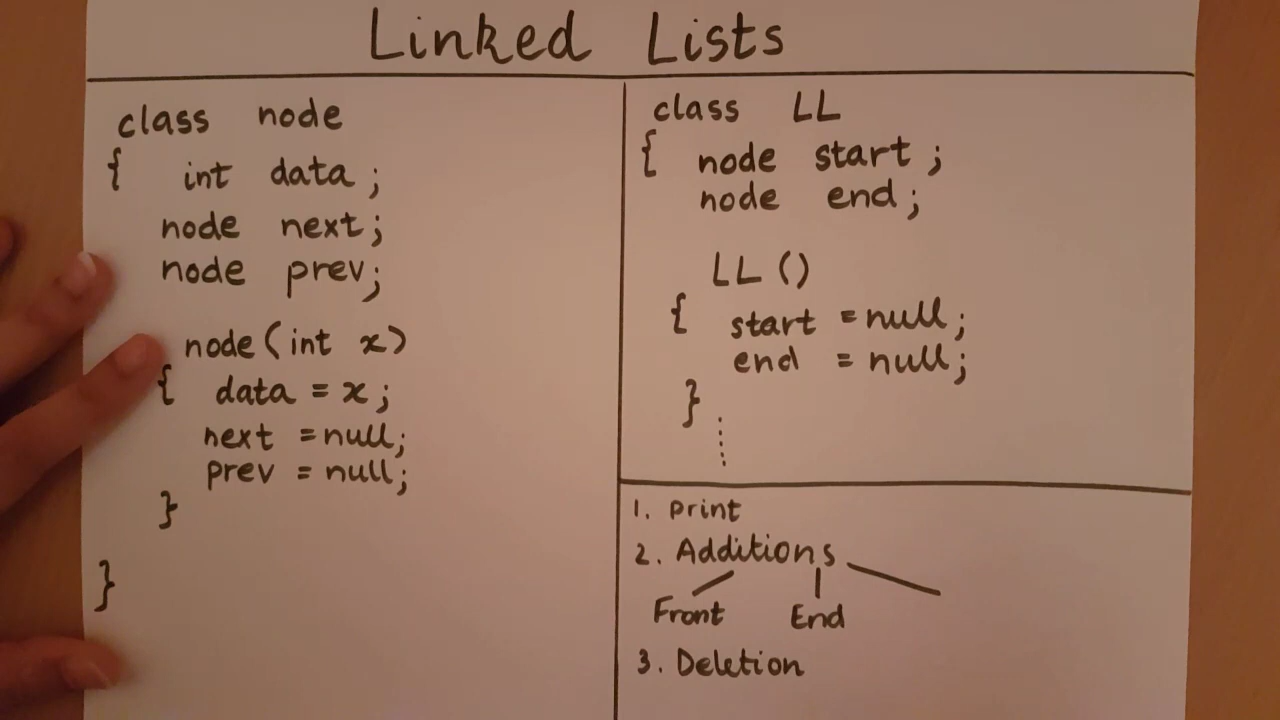 Linked Lists
class node
{ int data ;
node next;
node prev;
node(int x)
{ data = x ;
next = null;
prev = null;
}
}
class LL
{ node start ;
node end ;
LL ()
{ start = null;
end = null;
}
......
1. Print
2. Additions
Front End
3. Deletion